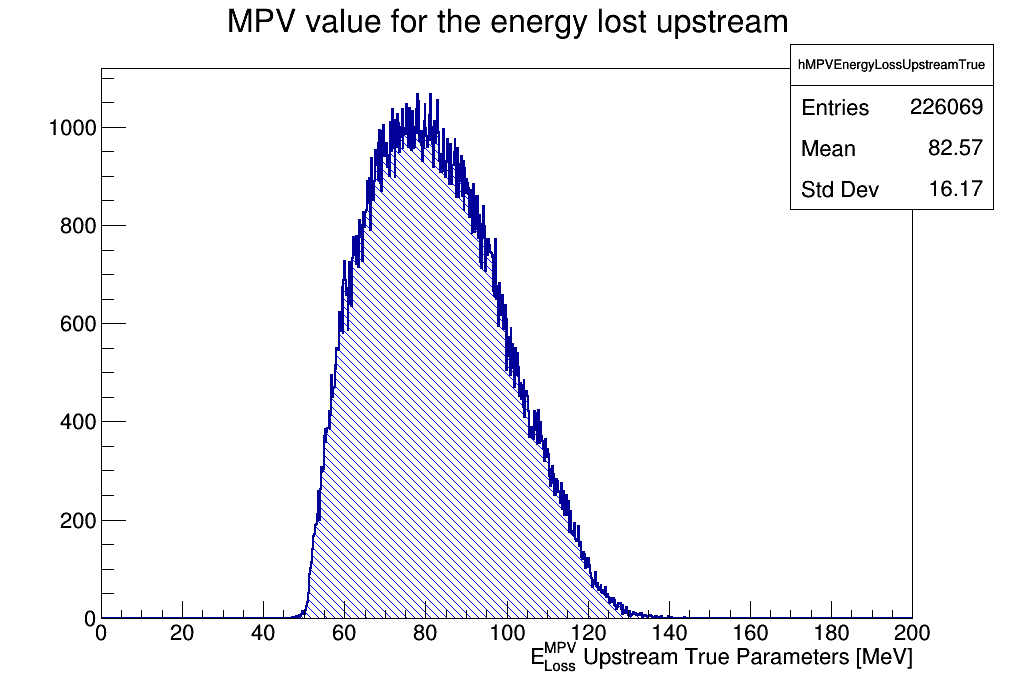 MPV value for the energy lost upstream
hMPVEnergyLossUpstreamTrue
Entries 226069
Mean 82.57
Std Dev 16.17
1000
800
600
400
200
0
0 20 40 60 80 100 120 140 160 180 200
E_Loss^MPV Upstream True Parameters [MeV]